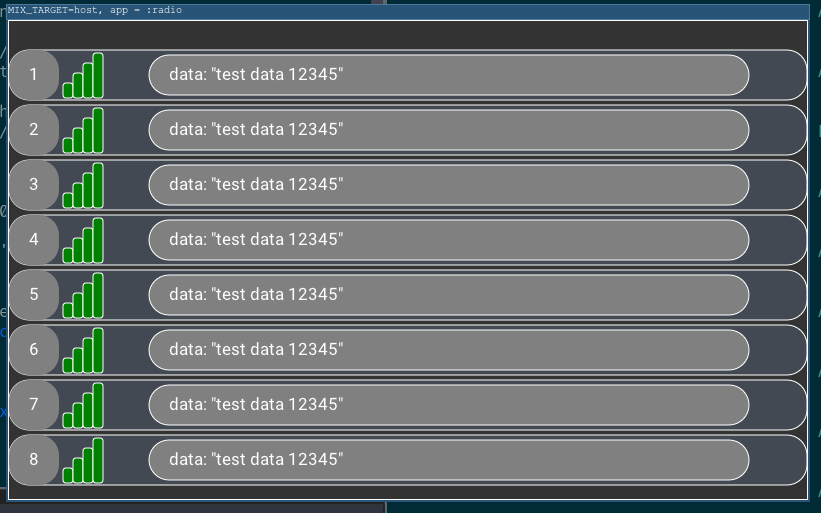 MIX_TARGET=host, app = :radio
1 data: "test data 12345"
2 data: "test data 12345"
3 data: "test data 12345"
4 data: "test data 12345"
5 data: "test data 12345"
6 data: "test data 12345"
7 data: "test data 12345"
8 data: "test data 12345"